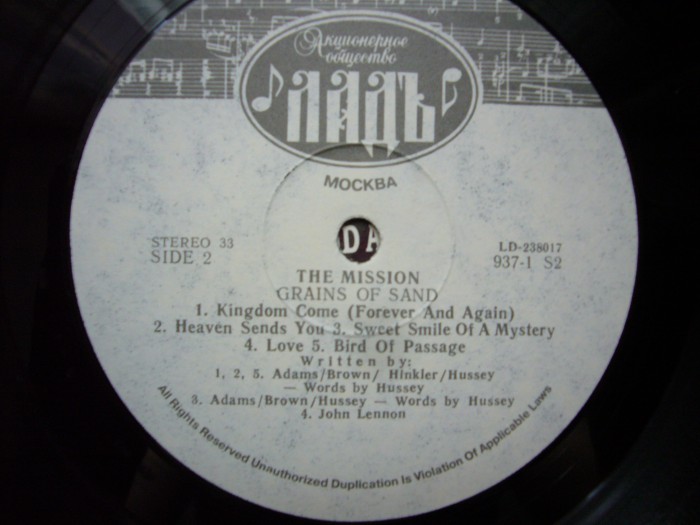 Акционерное
общество
ЛАДЪ
МОСКВА
STEREO 33
SIDE 2
LD-238017
937-1 S2
DA
THE MISSION
GRAINS OF SAND
1. Kingdom Come (Forever And Again)
2. Heaven Sends You 3. Sweet Smile Of A Mystery
4. Love 5. Bird Of Passage
Written by:
1, 2, 5. Adams/Brown/ Hinkler/Hussey
— Words by Hussey
3. Adams/Brown/Hussey — Words by Hussey
4. John Lennon
All Rights Reserved Unauthorized Duplication Is Violation Of Applicable Laws